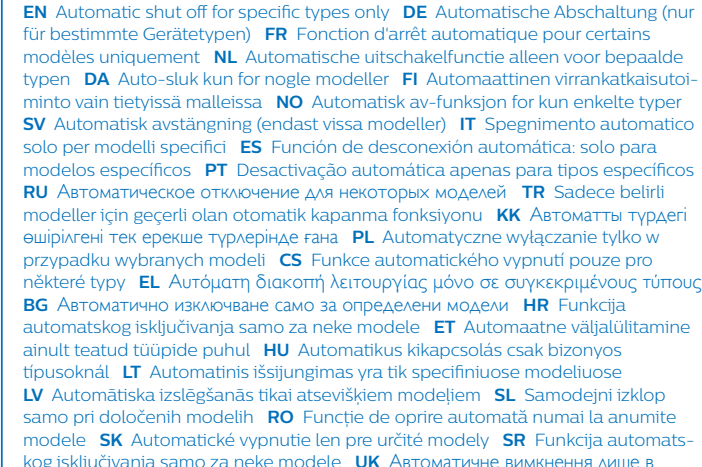 EN Automatic shut off for specific types only DE Automatische Abschaltung (nur
für bestimmte Gerätetypen) FR Fonction d'arrêt automatique pour certains
modèles uniquement NL Automatische uitschakelfunctie alleen voor bepaalde
typen DA Auto-sluk kun for nogle modeller FI Automaattinen virrankatkaisutoi-
minto vain tietyissä malleissa NO Automatisk av-funksjon for kun enkelte typer
SV Automatisk avstängning (endast vissa modeller) IT Spegnimento automatico
solo per modelli specifici ES Función de desconexión automática: solo para
modelos específicos PT Desactivação automática apenas para tipos específicos
RU Автоматическое отключение для некоторых моделей TR Sadece belirli
modeller için geçerli olan otomatik kapanma fonksiyonu KK Автоматты түрдегі
өшірілгені тек ерекше түрлерінде ғана PL Automatyczne wyłączanie tylko w
przypadku wybranych modeli CS Funkce automatického vypnutí pouze pro
některé typy EL Αυτόματη διακοπή λειτουργίας μόνο σε συγκεκριμένους τύπους
BG Автоматично изключване само за определени модели HR Funkcija
automatskog isključivanja samo za neke modele ET Automaatne väljalülitamine
ainult teatud tüüpide puhul HU Automatikus kikapcsolás csak bizonyos
típusoknál LT Automatinis išsijungimas yra tik specifiniuose modeliuose
LV Automātiska izslēgšanās tikai atsevišķiem modeļiem SL Samodejni izklop
samo pri določenih modelih RO Funcție de oprire automată numai la anumite
modele SK Automatické vypnutie len pre určité modely SR Funkcija automats-
kog isključivanja samo za neke modele UK Автоматичне вимкнення лише в